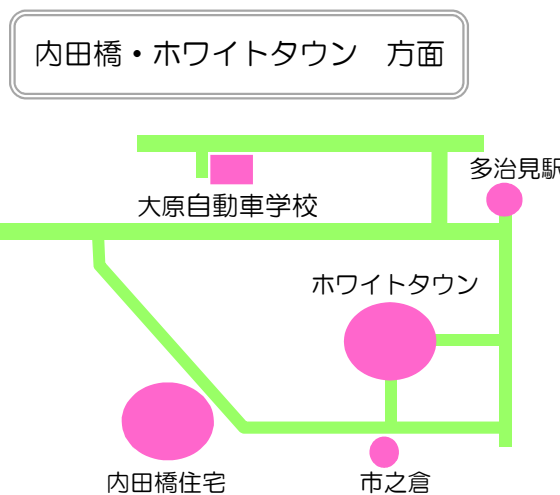 内田橋・ホワイトタウン　方面
多治見駅
大原自動車学校
ホワイトタウン
内田橋住宅
市之倉